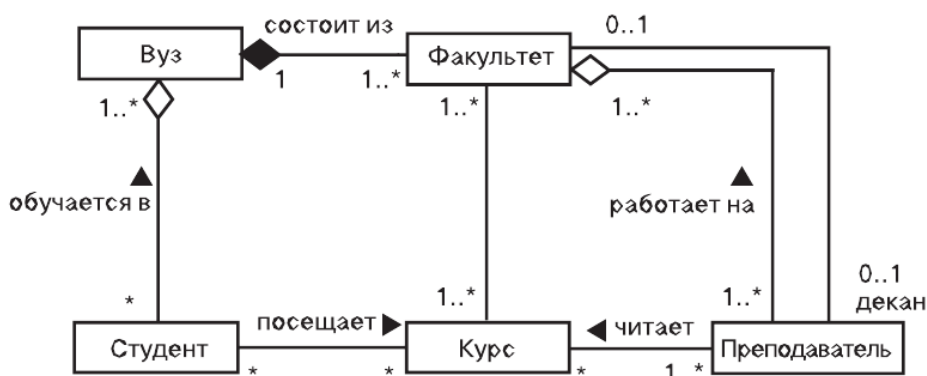 состоит из
0..1
Вуз
Факультет
1
1..*
1..*
1..*
1..*
обучается в
работает на
0..1
*
1..*
1..*
декан
посещает
читает
Студент
Курс
Преподаватель
*
*
*
1..*